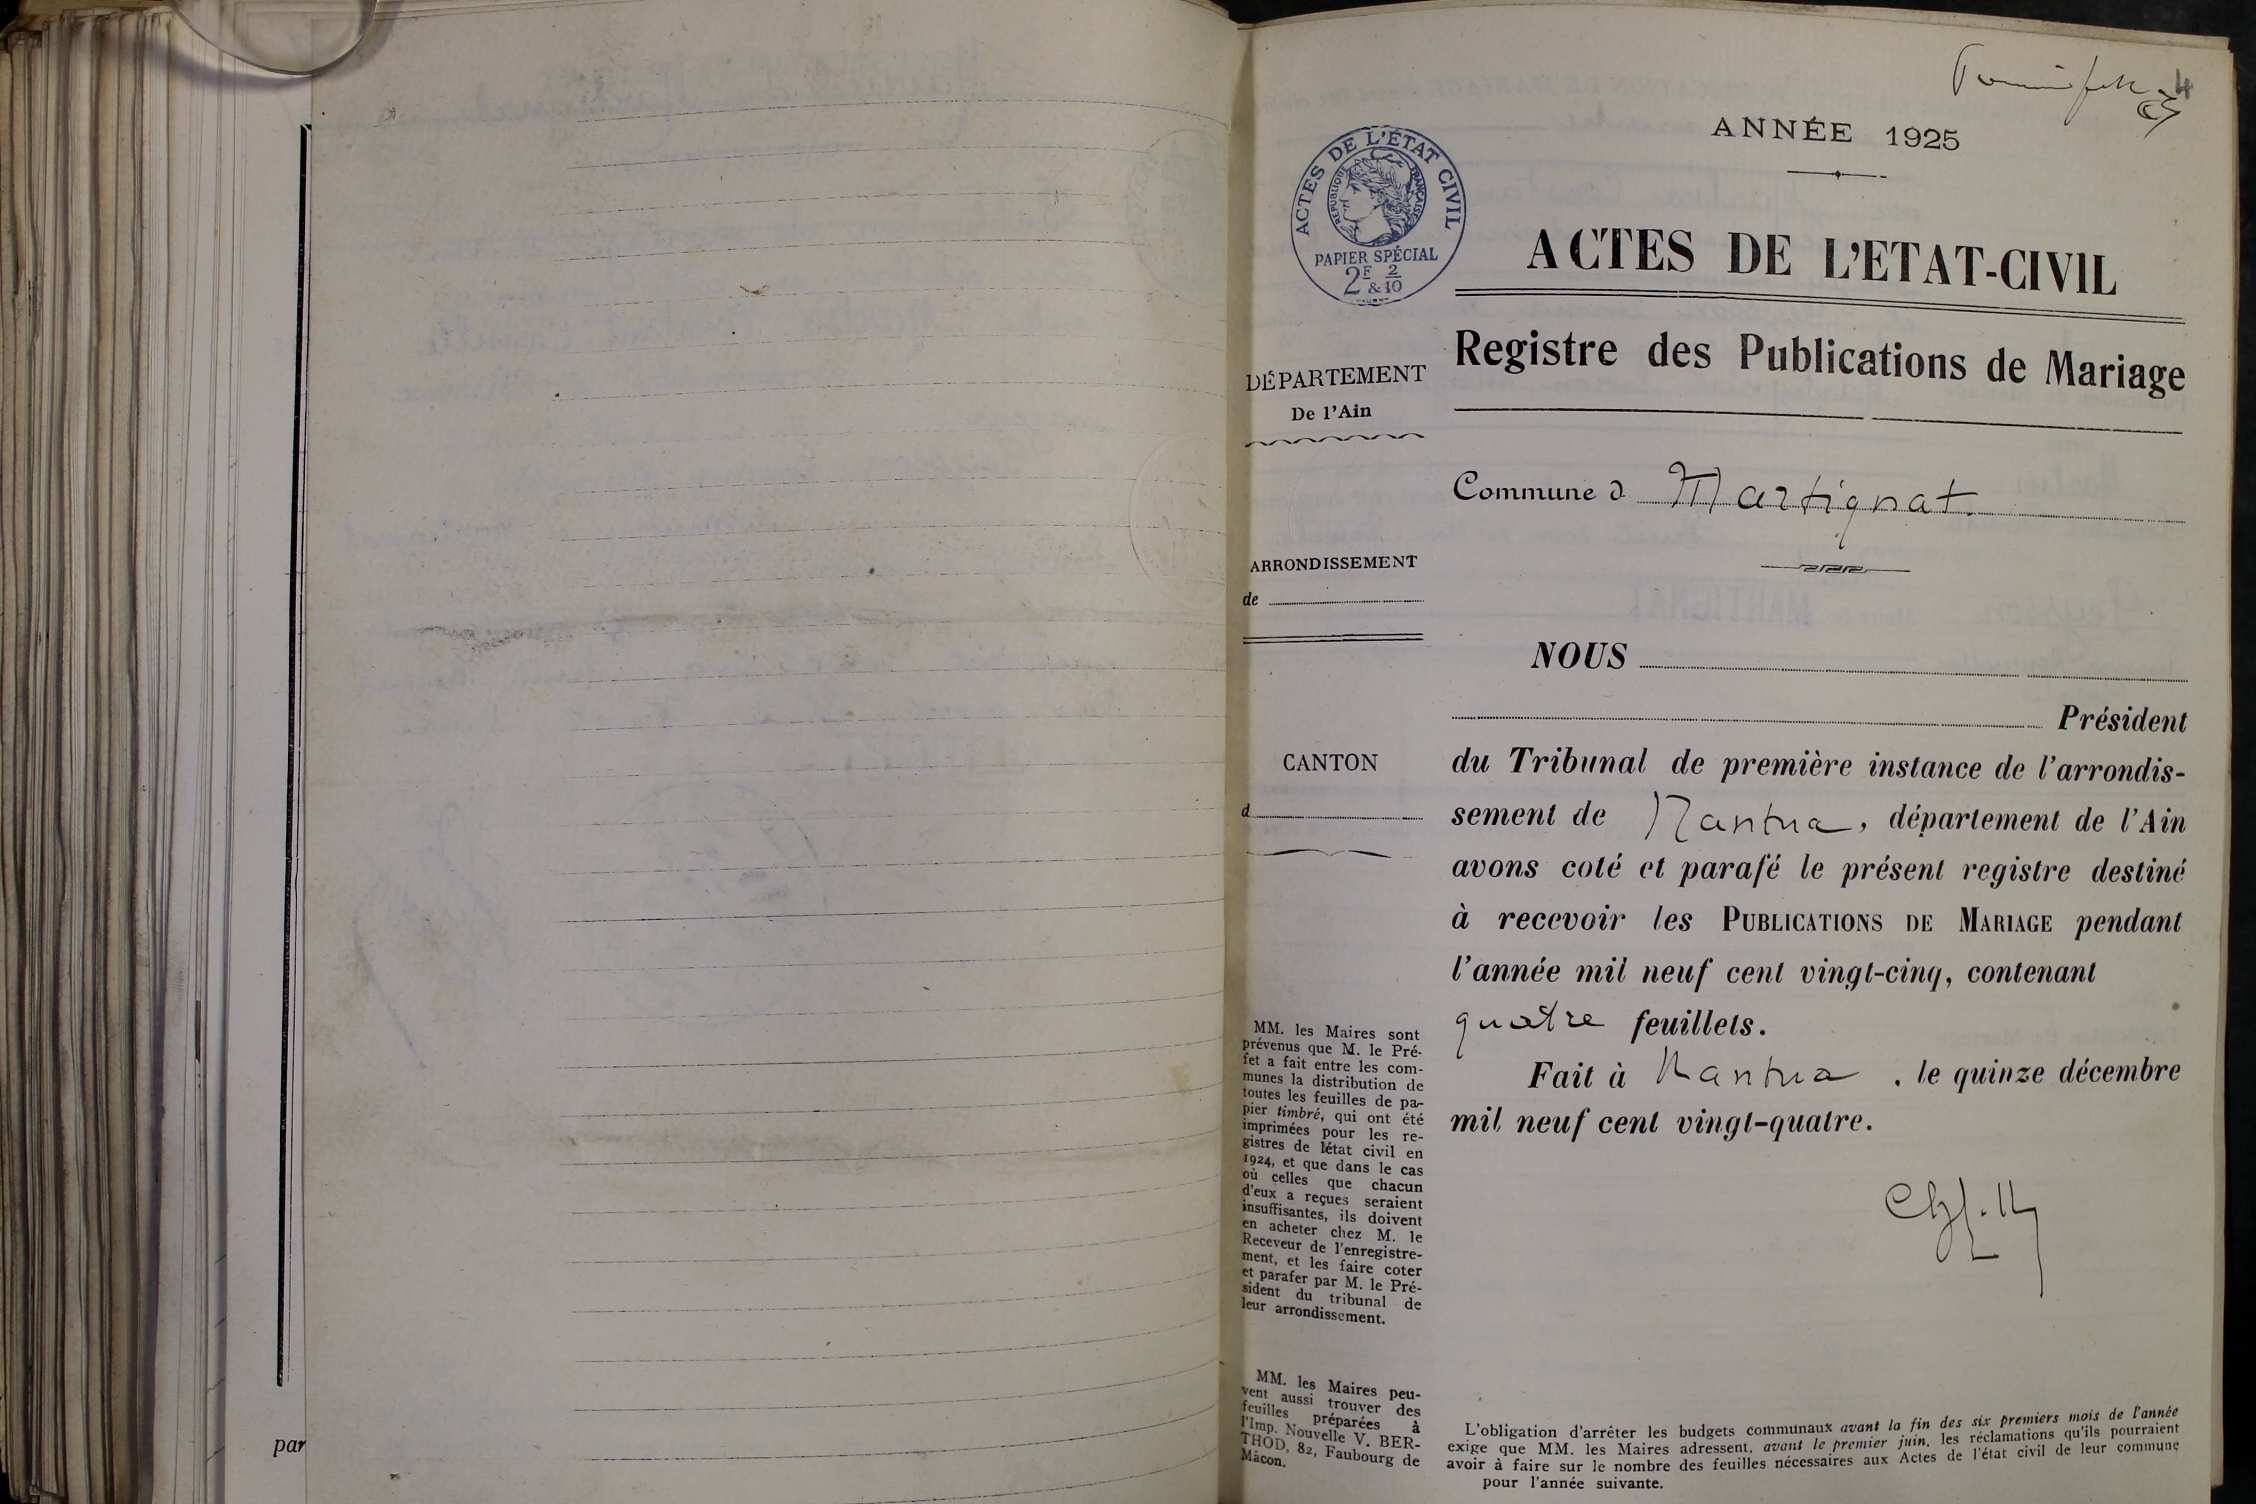 par
4
ANNÉE 1925
ACTES DE L'ÉTAT CIVIL
RÉPUBLIQUE FRANÇAISE
PAPIER SPÉCIAL
2F & 2/10
ACTES DE L'ETAT-CIVIL
Registre des Publications de Mariage
DÉPARTEMENT
De l'Ain
Commune d Martignat.
ARRONDISSEMENT
de
CANTON
d
MM. les Maires sont
prévenus que M. le Pré-
fet a fait entre les com-
munes la distribution de
toutes les feuilles de pa-
pier timbré, qui ont été
imprimées pour les re-
gistres de l'état civil en
1924, et que dans le cas
où celles que chacun
d'eux a reçues seraient
insuffisantes, ils doivent
en acheter chez M. le
Receveur de l'enregistre-
ment, et les faire coter
et parafer par M. le Pré-
sident du tribunal de
leur arrondissement.
MM. les Maires peu-
vent aussi trouver des
feuilles préparées à
l'Imp. Nouvelle V. BER-
THOD, 82, Faubourg de
Mâcon.
NOUS
Président
du Tribunal de première instance de l'arrondis-
sement de Nantua, département de l'Ain
avons coté et parafé le présent registre destiné
à recevoir les PUBLICATIONS DE MARIAGE pendant
l'année mil neuf cent vingt-cinq, contenant
quatre feuillets.
Fait à Nantua, le quinze décembre
mil neuf cent vingt-quatre.
L'obligation d'arrêter les budgets communaux avant la fin des six premiers mois de l'année
exige que MM. les Maires adressent, avant le premier juin, les réclamations qu'ils pourraient
avoir à faire sur le nombre des feuilles nécessaires aux Actes de l'état civil de leur commune
pour l'année suivante.